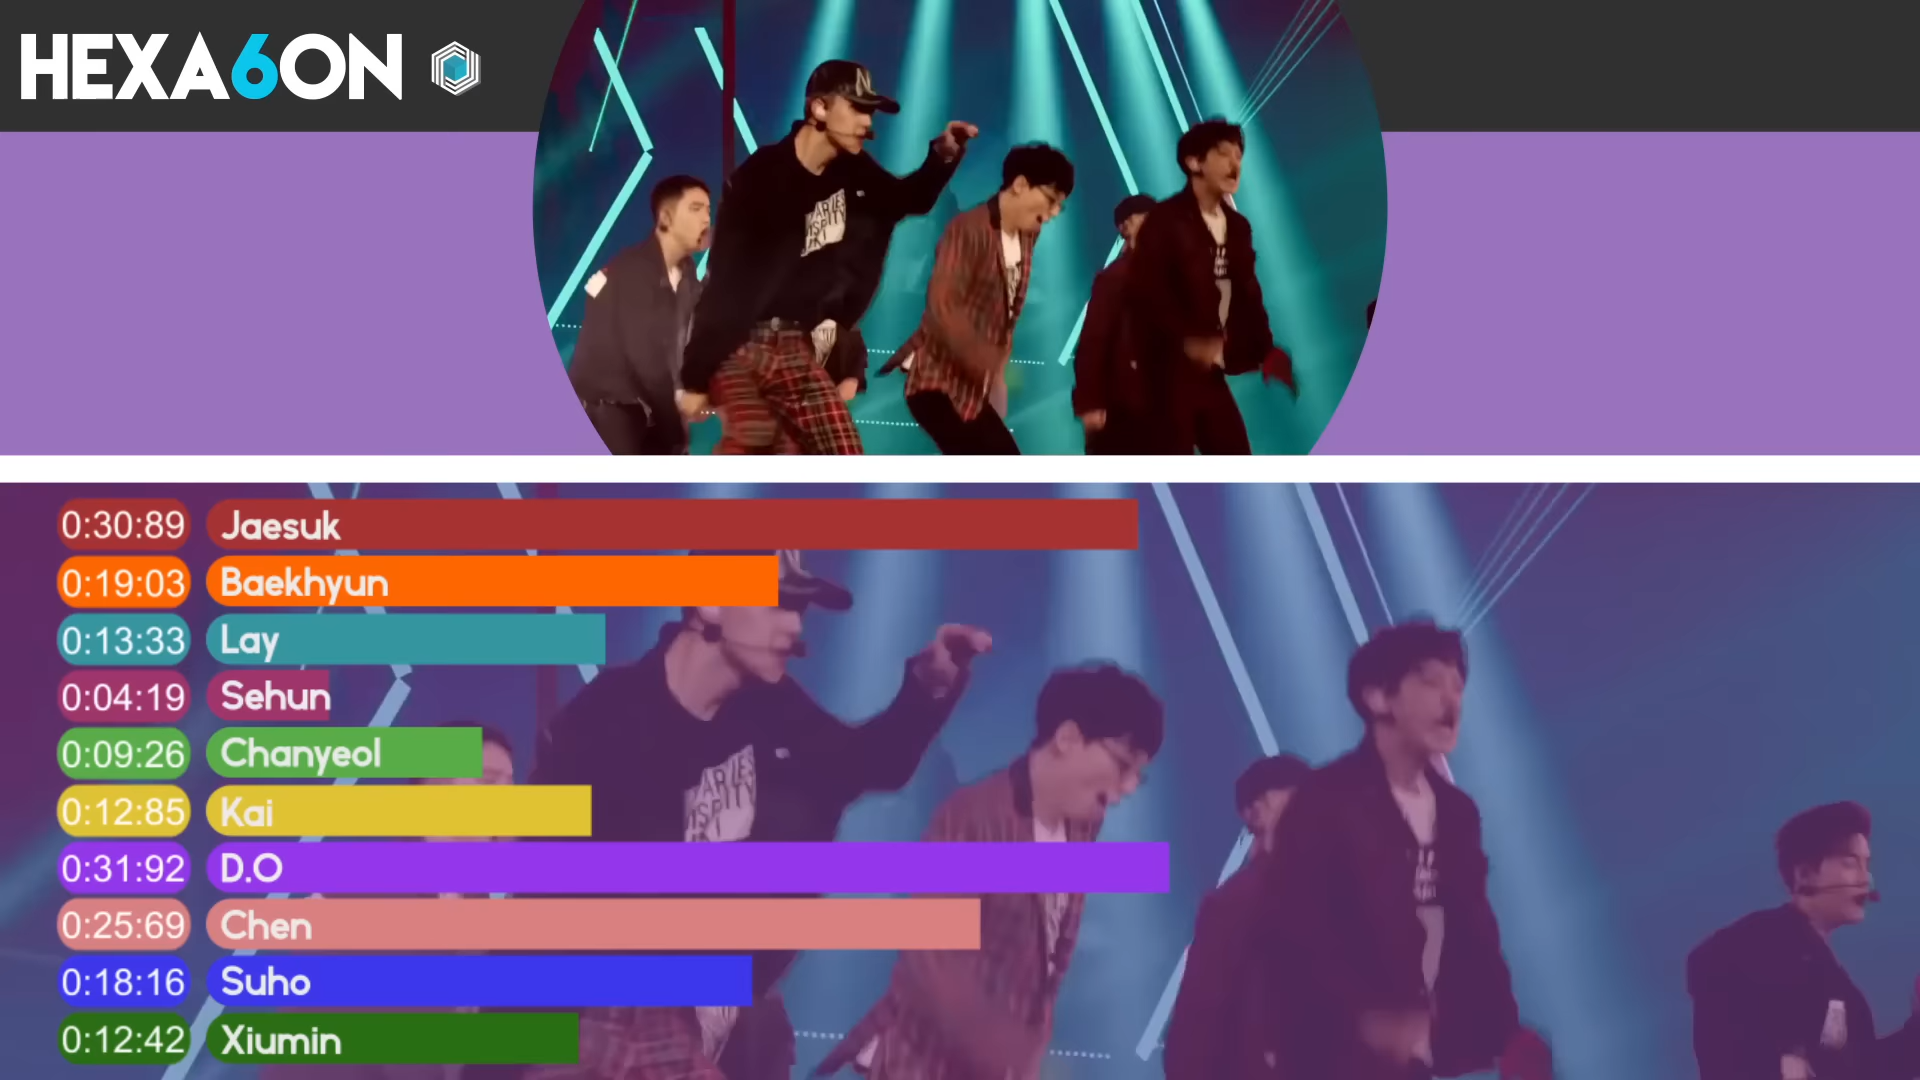 HEXA6ON
0:30:89 Jaesuk
0:19:03 Baekhyun
0:13:33 Lay
0:04:19 Sehun
0:09:26 Chanyeol
0:12:85 Kai
0:31:92 D.O
0:25:69 Chen
0:18:16 Suho
0:12:42 Xiumin